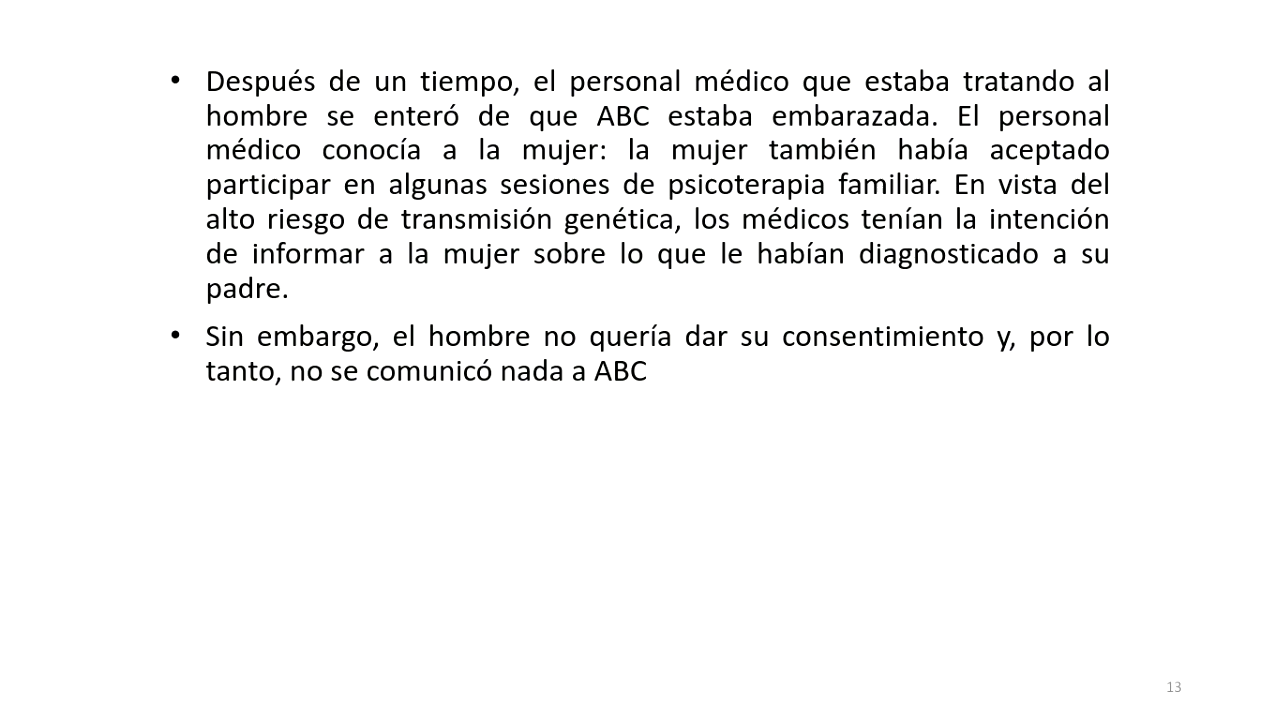 • Después de un tiempo, el personal médico que estaba tratando al
hombre se enteró de que ABC estaba embarazada. El personal
médico conocía a la mujer: la mujer también había aceptado
participar en algunas sesiones de psicoterapia familiar. En vista del
alto riesgo de transmisión genética, los médicos tenían la intención
de informar a la mujer sobre lo que le habían diagnosticado a su
padre.
• Sin embargo, el hombre no quería dar su consentimiento y, por lo
tanto, no se comunicó nada a ABC
13